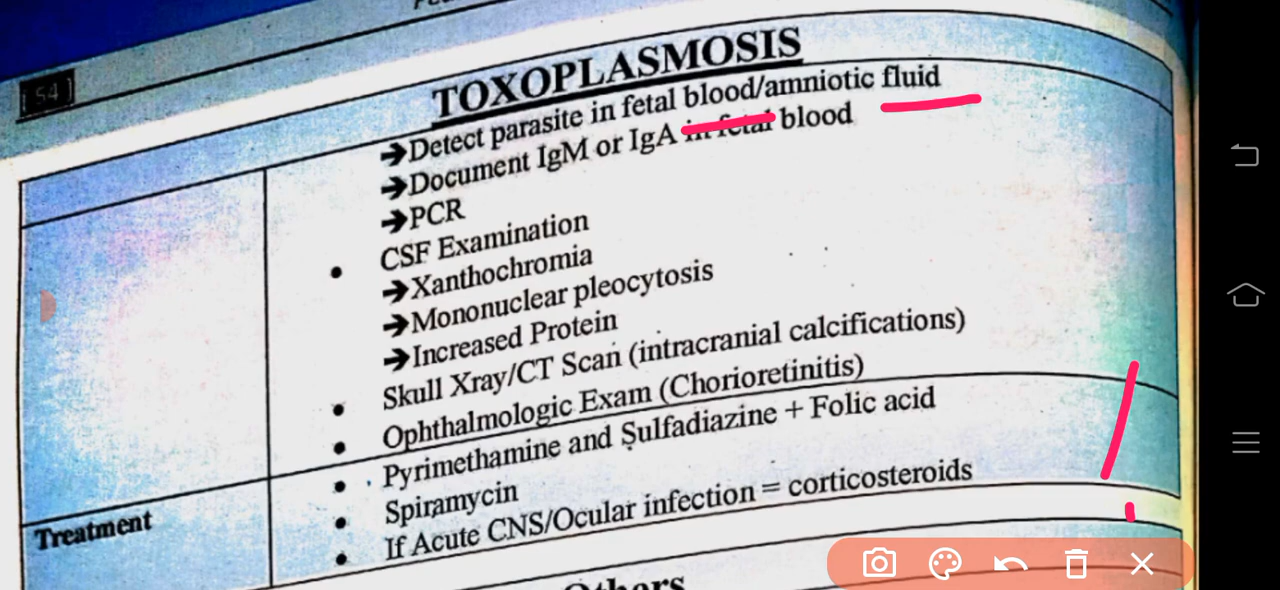 [54]
TOXOPLASMOSIS
➔Detect parasite in fetal blood/amniotic fluid
➔Document IgM or IgA in fetal blood
➔PCR
• CSF Examination
➔Xanthochromia
➔Mononuclear pleocytosis
➔Increased Protein
• Skull Xray/CT Scan (intracranial calcifications)
• Ophthalmologic Exam (Chorioretinitis)
Treatment
• Pyrimethamine and Sulfadiazine + Folic acid
• Spiramycin
• If Acute CNS/Ocular infection = corticosteroids
Others